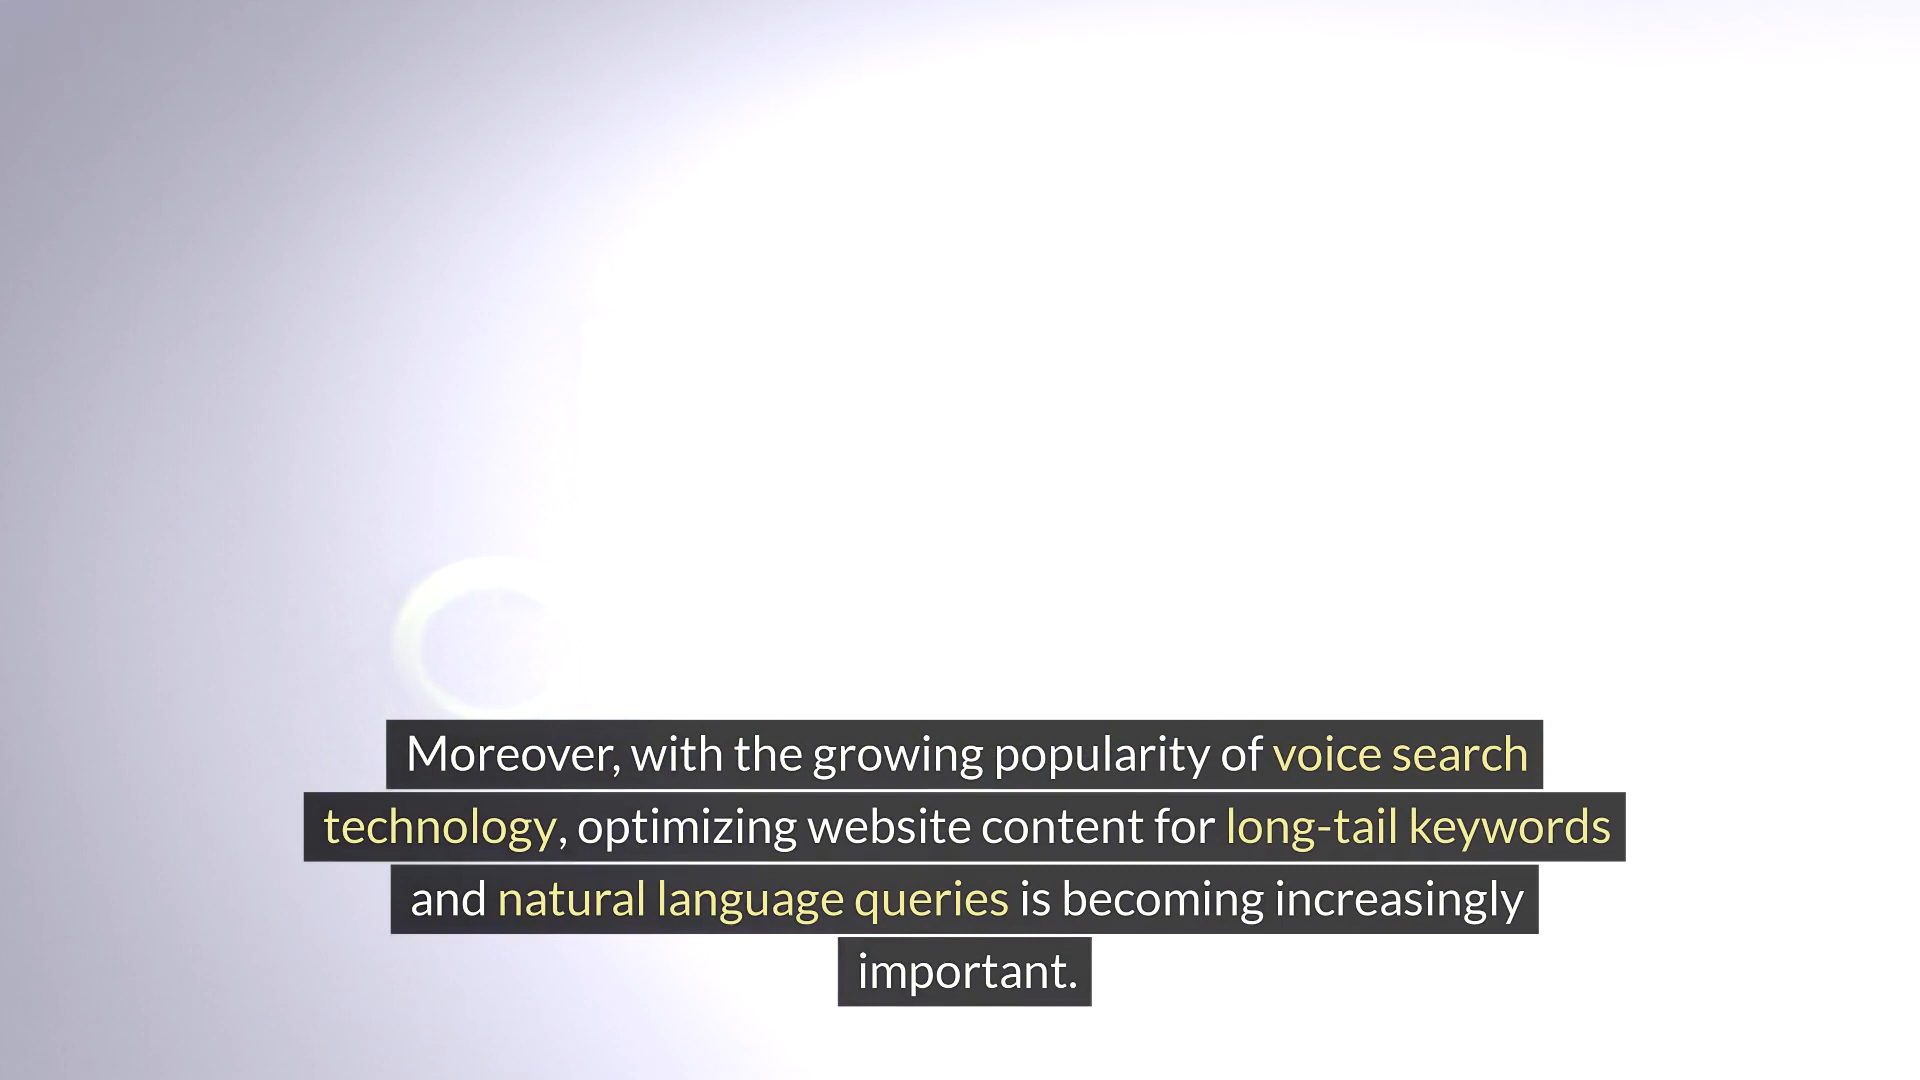 Moreover, with the growing popularity of voice search
technology, optimizing website content for long-tail keywords
and natural language queries is becoming increasingly
important.